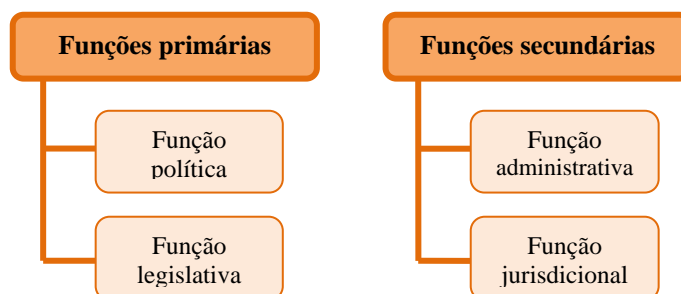 Funções primárias
Função
política
Função
legislativa
Funções secundárias
Função
administrativa
Função
jurisdicional